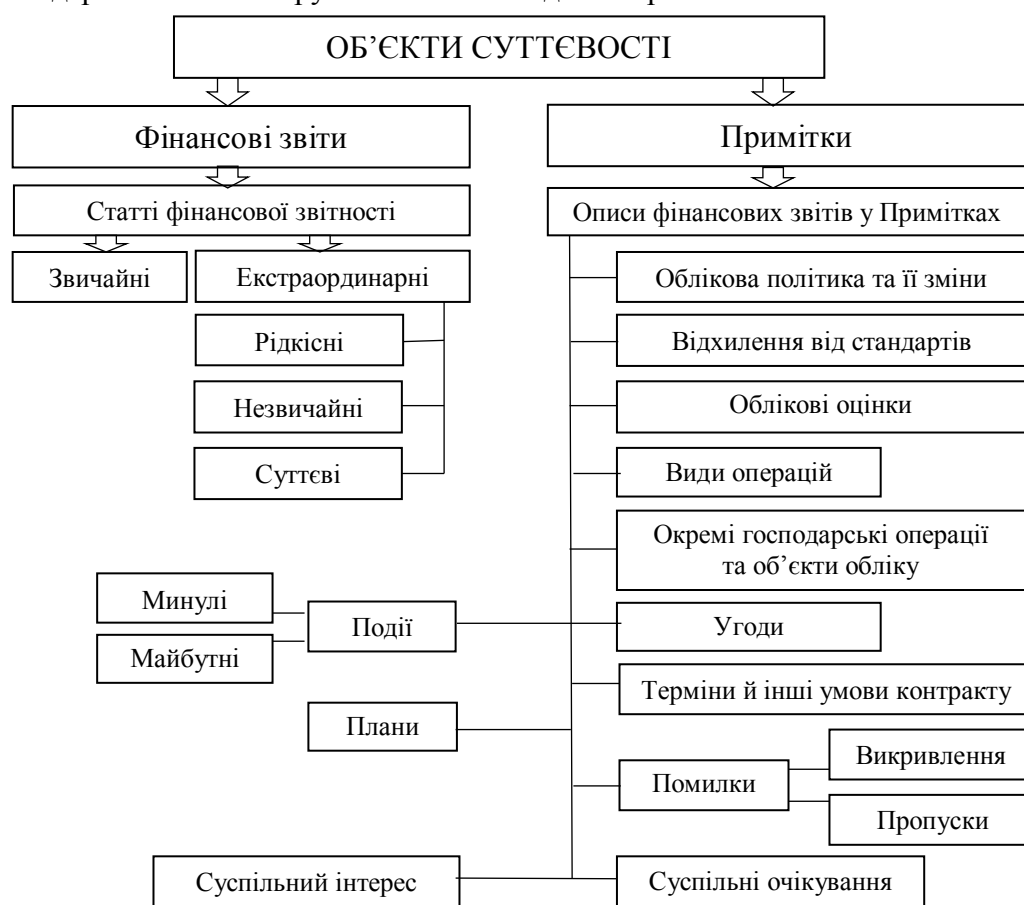 ОБ’ЄКТИ СУТТЄВОСТІ
Фінансові звіти
Примітки
Статті фінансової звітності
Описи фінансових звітів у Примітках
Звичайні
Екстраординарні
Рідкісні
Незвичайні
Суттєві
Облікова політика та її зміни
Відхилення від стандартів
Облікові оцінки
Види операцій
Окремі господарські операції
та об’єкти обліку
Минулі
Майбутні
Події
Угоди
Терміни й інші умови контракту
Плани
Помилки
Викривлення
Пропуски
Суспільний інтерес
Суспільні очікування